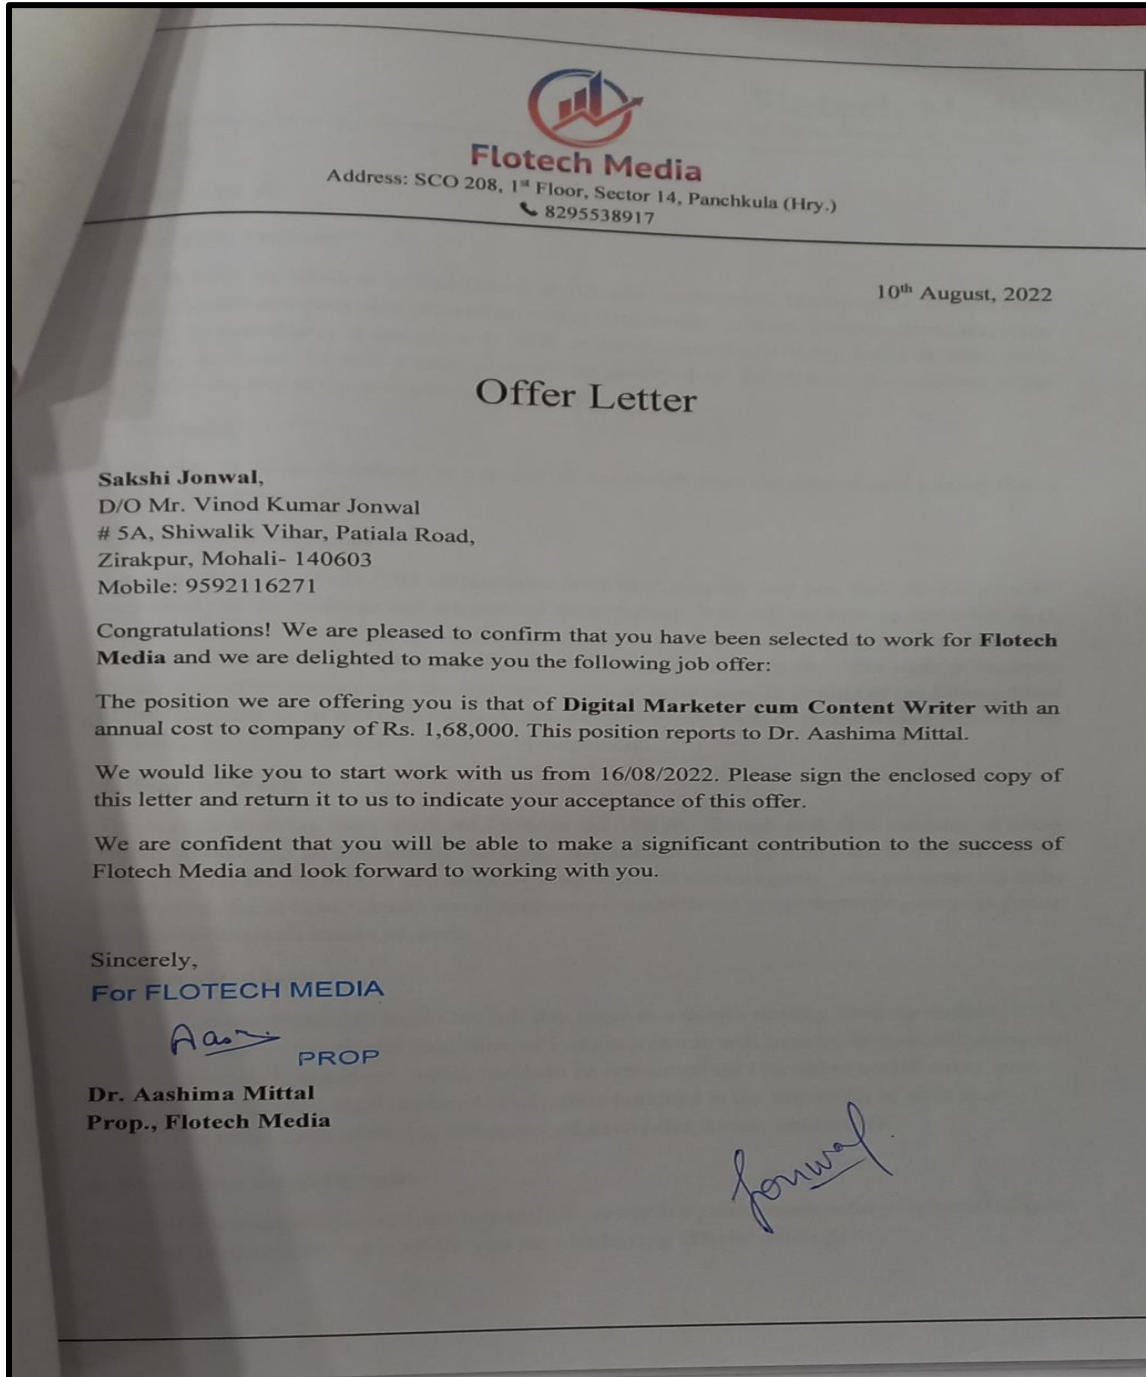 Flotech Media
Address: SCO 208, 1st Floor, Sector 14, Panchkula (Hry.)
8295538917
10th August, 2022
Offer Letter
Sakshi Jonwal,
D/O Mr. Vinod Kumar Jonwal
# 5A, Shiwalik Vihar, Patiala Road,
Zirakpur, Mohali- 140603
Mobile: 9592116271
Congratulations! We are pleased to confirm that you have been selected to work for Flotech
Media and we are delighted to make you the following job offer:
The position we are offering you is that of Digital Marketer cum Content Writer with an
annual cost to company of Rs. 1,68,000. This position reports to Dr. Aashima Mittal.
We would like you to start work with us from 16/08/2022. Please sign the enclosed copy of
this letter and return it to us to indicate your acceptance of this offer.
We are confident that you will be able to make a significant contribution to the success of
Flotech Media and look forward to working with you.
Sincerely,
For FLOTECH MEDIA
PROP
Dr. Aashima Mittal
Prop., Flotech Media
Jonwal